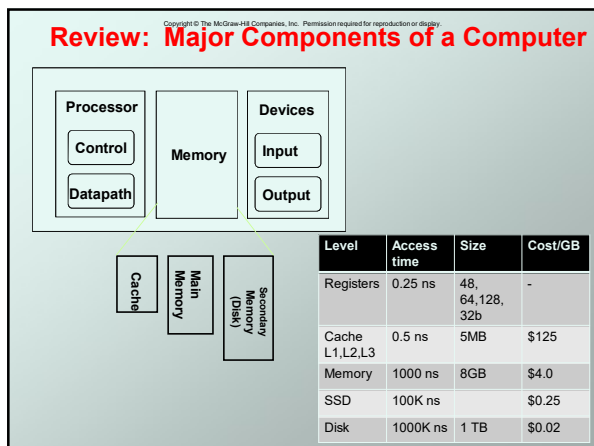 Copyright © The McGraw-Hill Companies, Inc. Permission required for reproduction or display.
Review: Major Components of a Computer
Processor
Control
Datapath
Memory
Devices
Input
Output
Cache
Main
Memory
Secondary
Memory
(Disk)
Level Access time Size Cost/GB
Registers 0.25 ns 48, 64,128, 32b -
Cache L1,L2,L3 0.5 ns 5MB $125
Memory 1000 ns 8GB $4.0
SSD 100K ns $0.25
Disk 1000K ns 1 TB $0.02